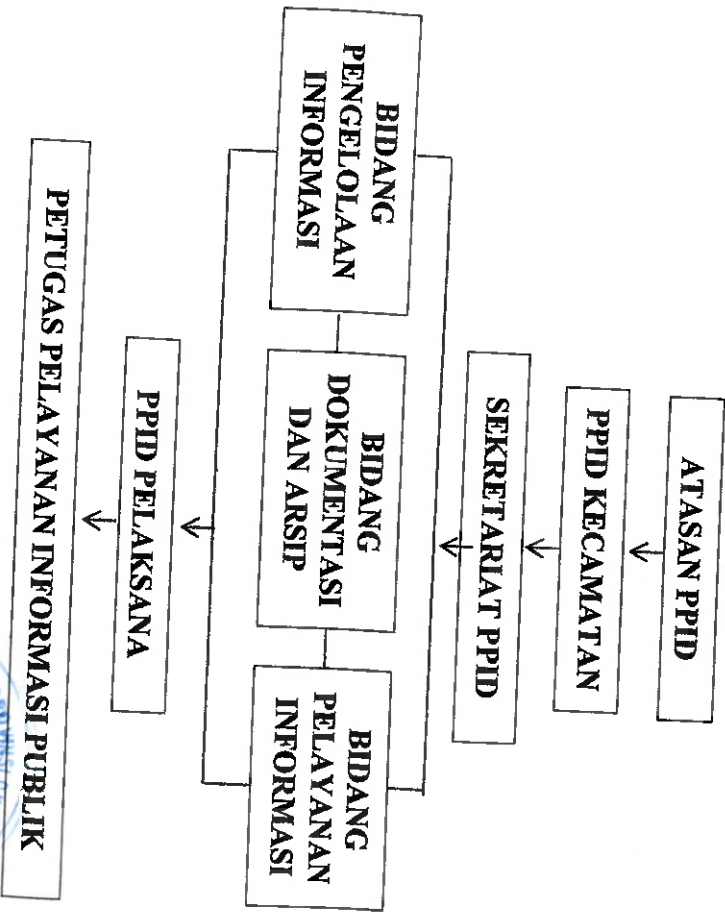 ATASAN PPID
PPID KECAMATAN
SEKRETARIAT PPID
BIDANG
PENGELOLAAN
INFORMASI
BIDANG
DOKUMENTASI
DAN ARSIP
BIDANG
PELAYANAN
INFORMASI
PPID PELAKSANA
PETUGAS PELAYANAN INFORMASI PUBLIK